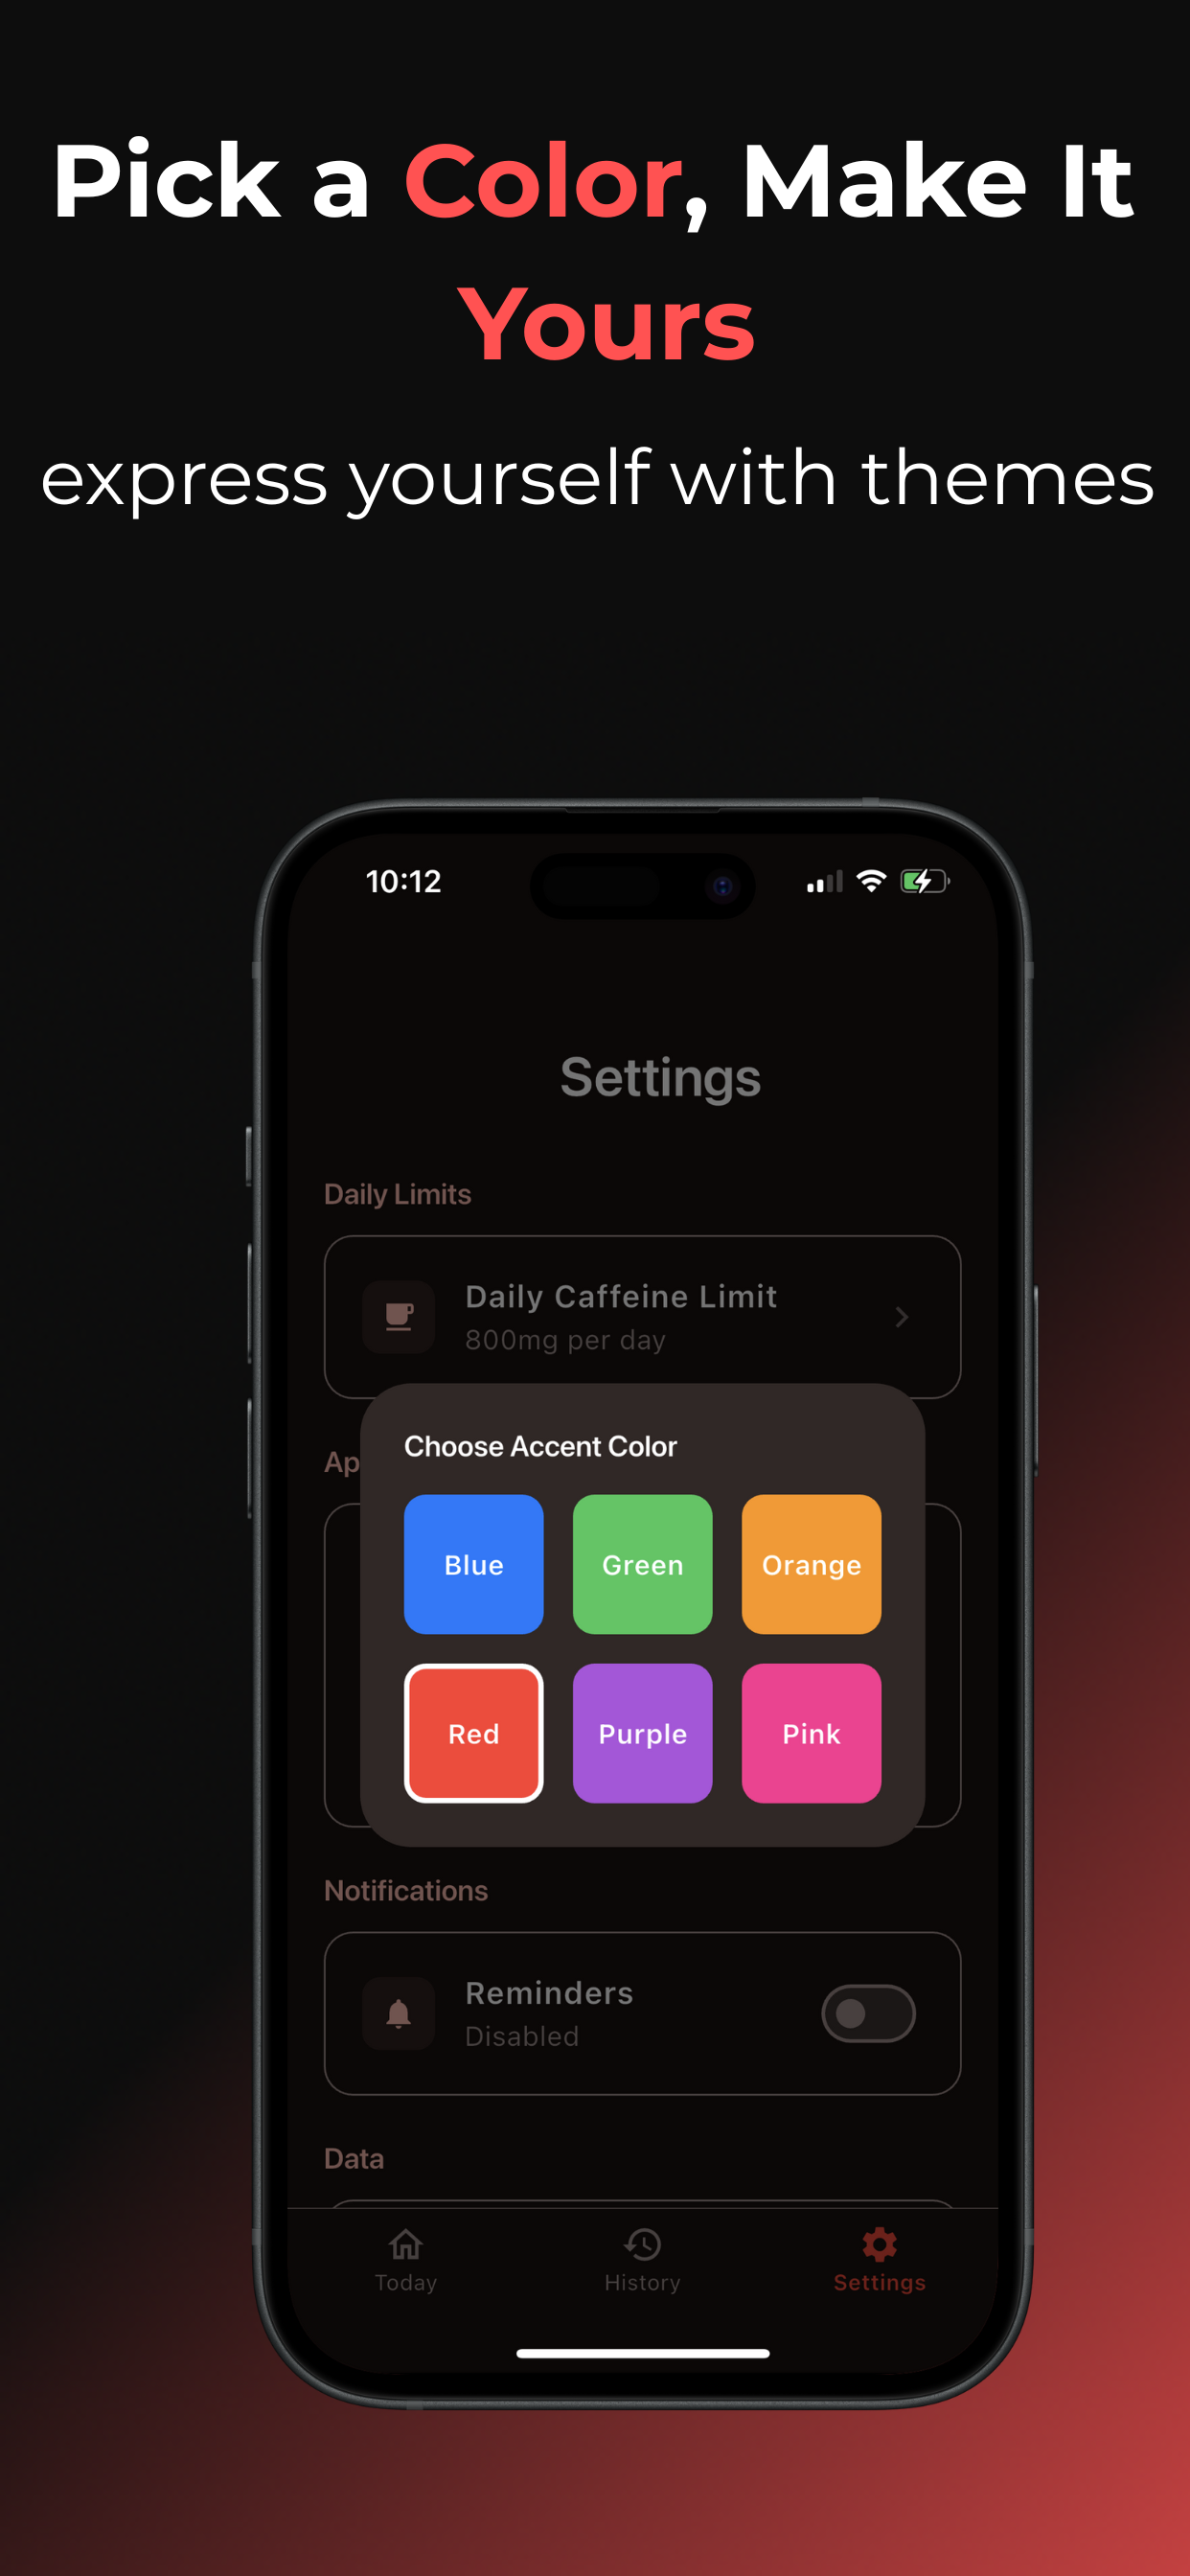 Pick a Color, Make It
Yours
express yourself with themes
10:12
Settings
Daily Limits
Daily Caffeine Limit
800mg per day
Ap
Choose Accent Color
Blue Green Orange
Red Purple Pink
Notifications
Reminders
Disabled
Data
Today History Settings